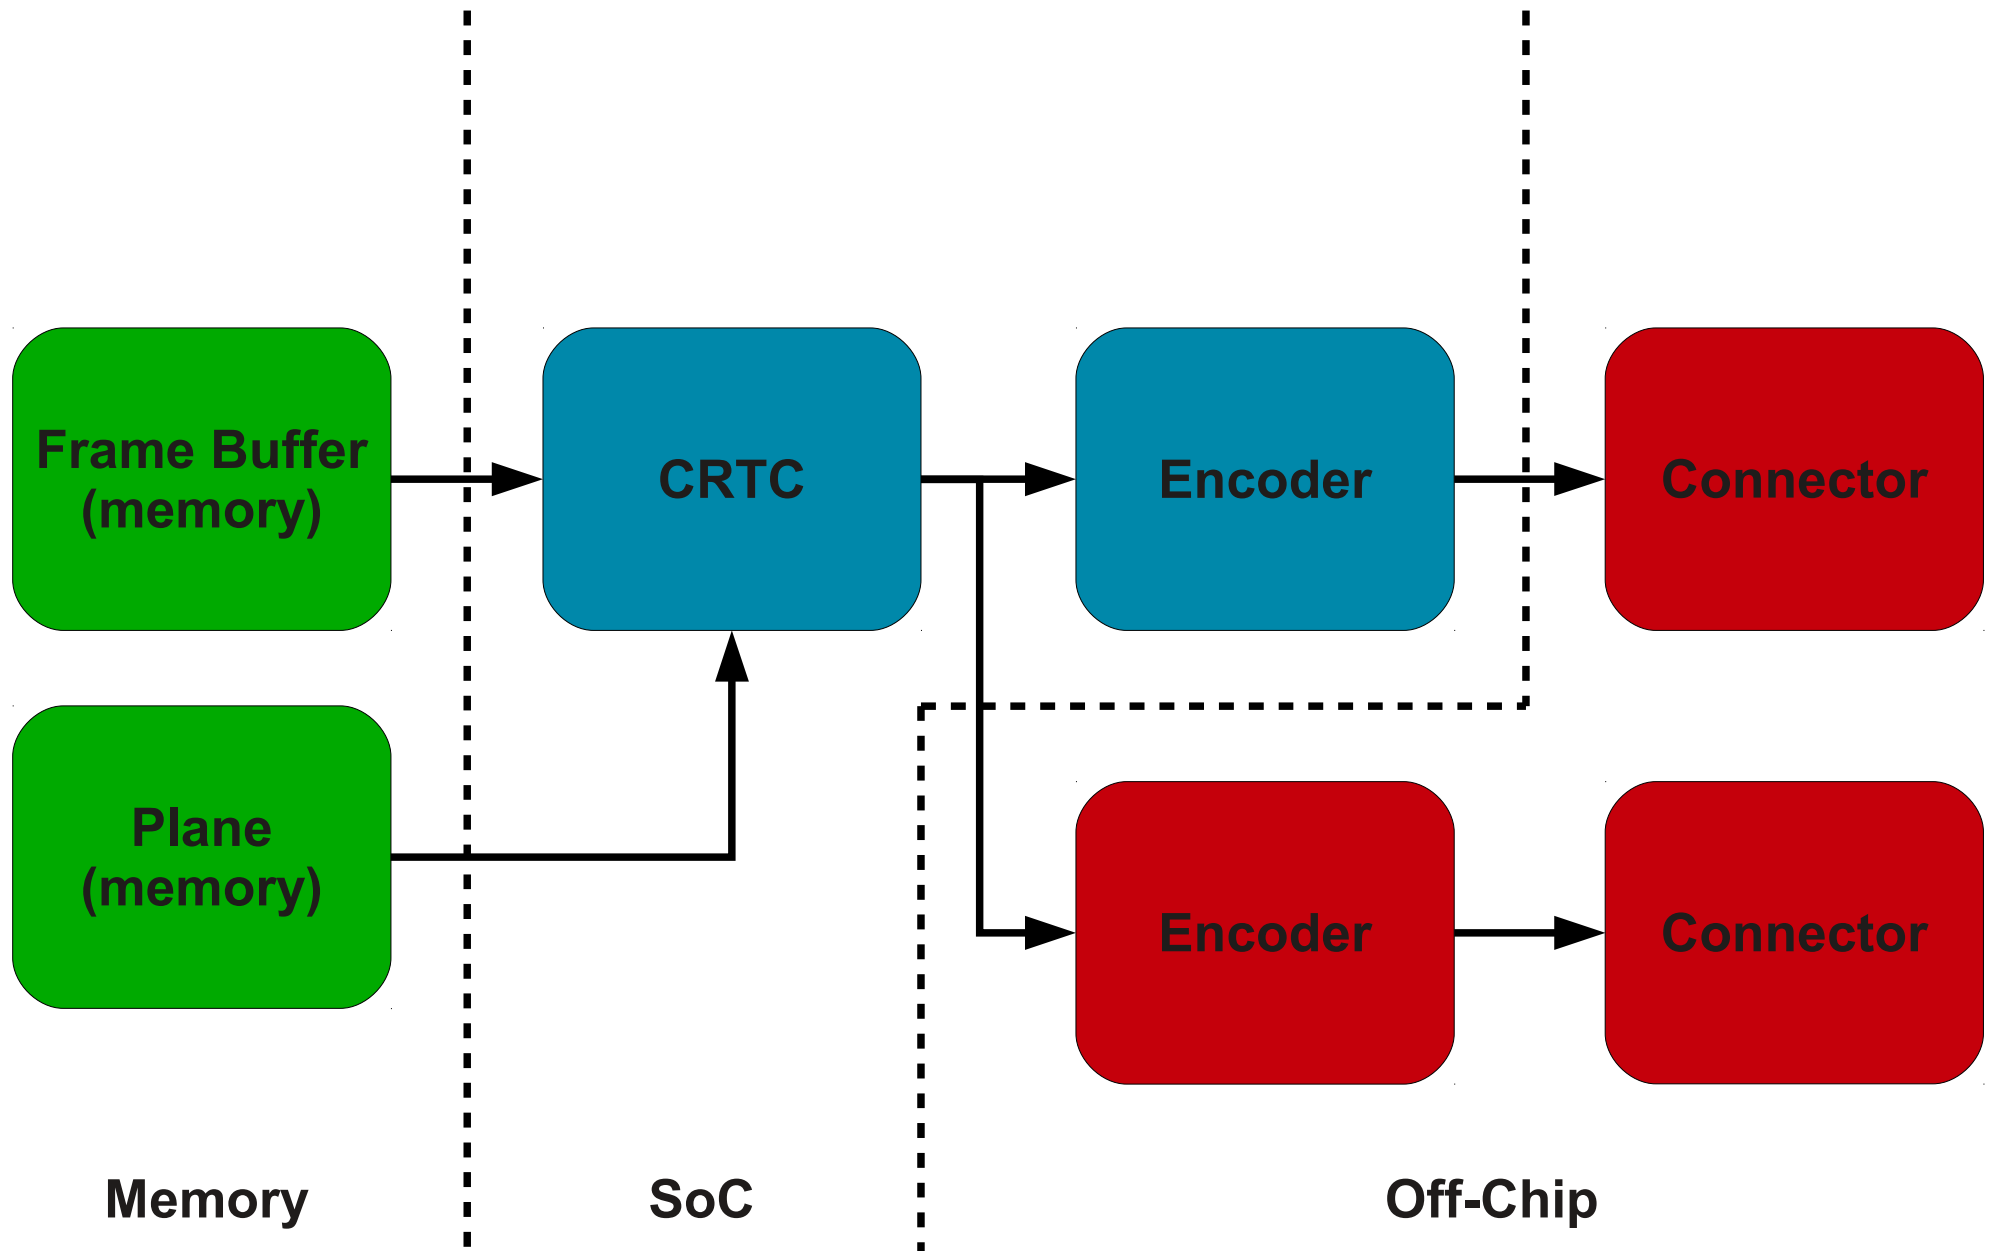 Frame Buffer
(memory)
CRTC
Encoder
Connector
Plane
(memory)
Encoder
Connector
Memory
SoC
Off-Chip